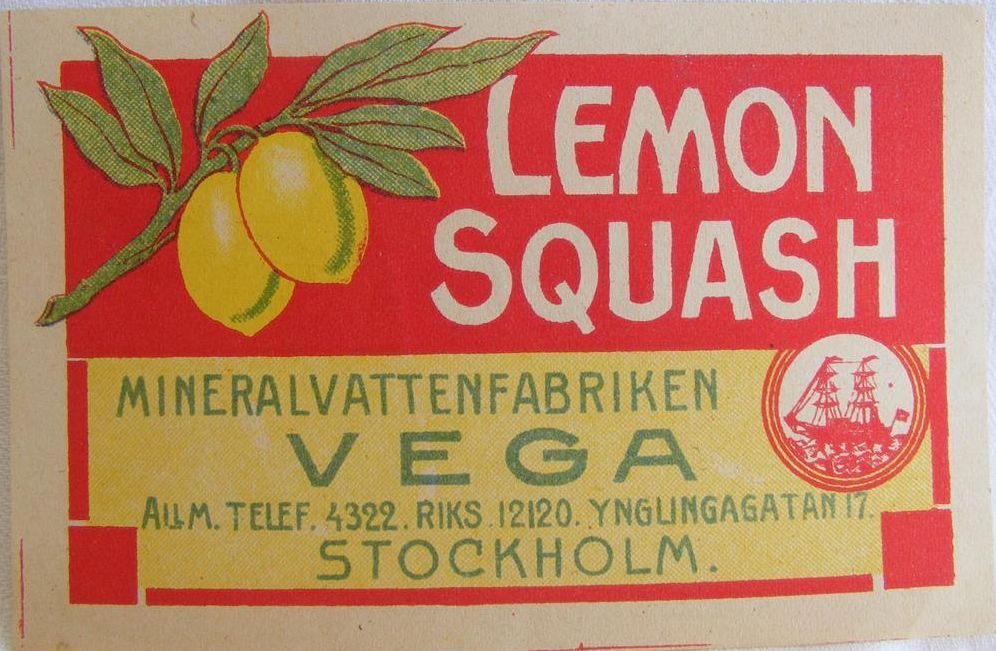 LEMON
SQUASH
MINERALVATTENFABRIKEN
VEGA
ALLM. TELEF. 4322. RIKS 12120. YNGLINGAGATAN 17.
STOCKHOLM.